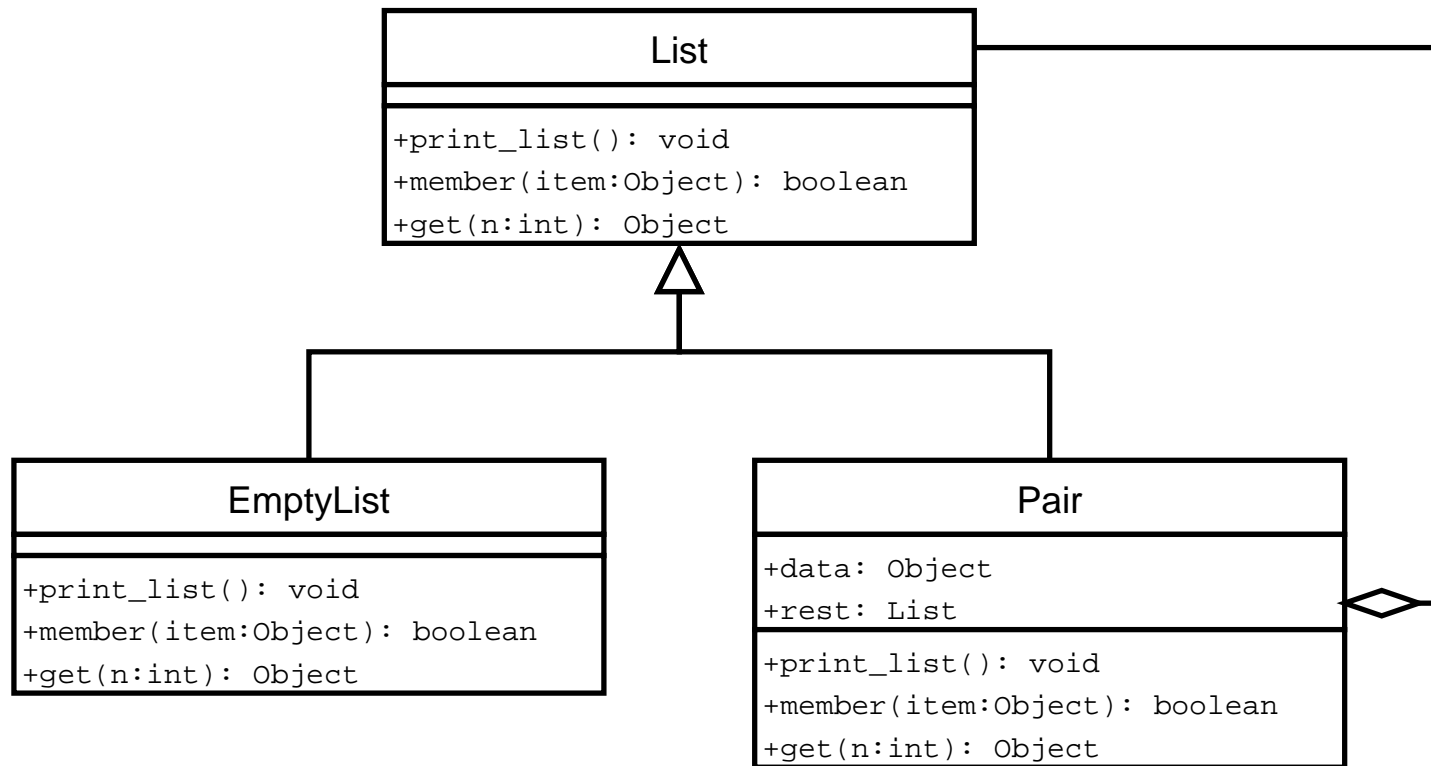 List
+print_list(): void
+member(item:Object): boolean
+get(n:int): Object
EmptyList
+print_list(): void
+member(item:Object): boolean
+get(n:int): Object
Pair
+data: Object
+rest: List
+print_list(): void
+member(item:Object): boolean
+get(n:int): Object